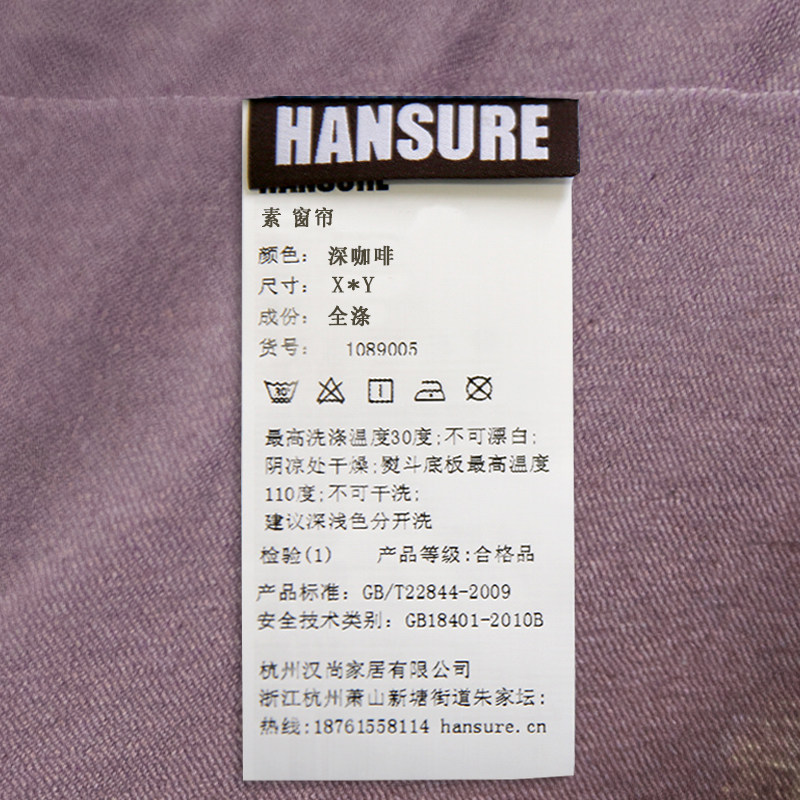 HANSURE
HANSURE
素 窗帘
颜色: 深咖啡
尺寸: X*Y
成份: 全涤
货号: 1089005
30°
最高洗涤温度30度;不可漂白;
阴凉处干燥;熨斗底板最高温度
110度;不可干洗;
建议深浅色分开洗
检验(1) 产品等级:合格品
产品标准: GB/T22844-2009
安全技术类别: GB18401-2010B
杭州汉尚家居有限公司
浙江杭州萧山新塘街道朱家坛:
热线:18761558114 hansure.cn